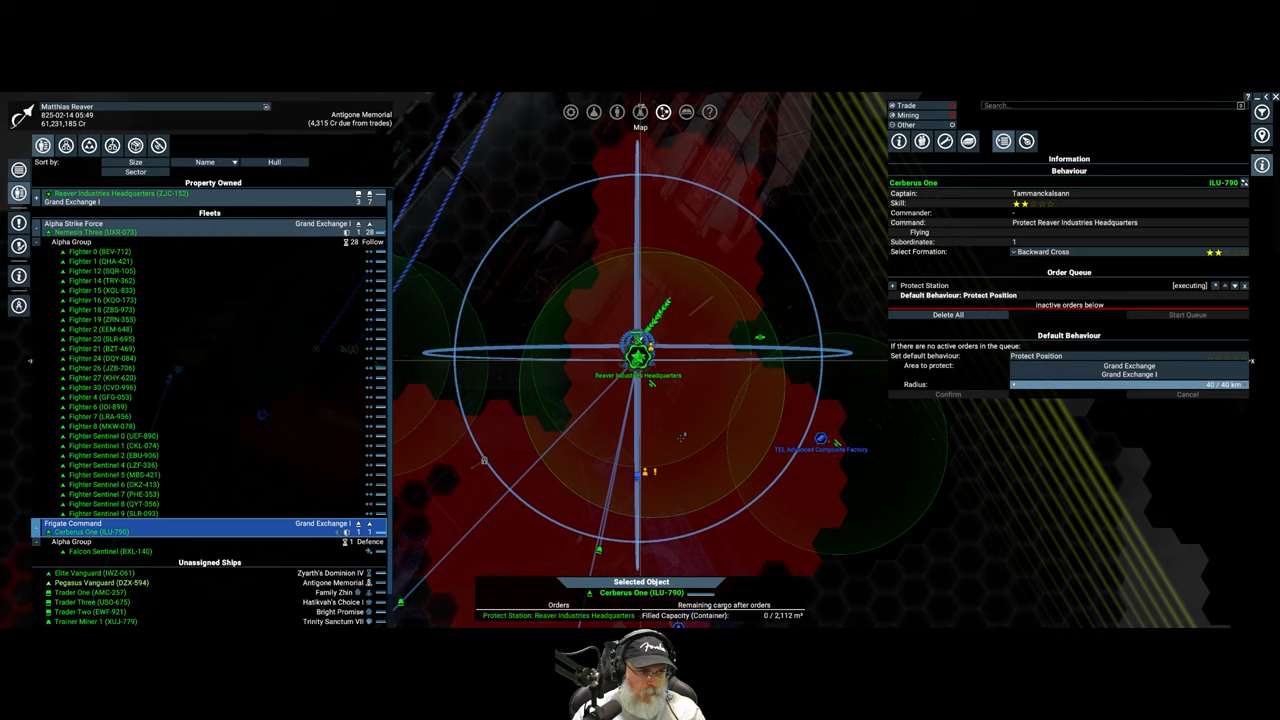 Matthias Reaver
825-02-14 05:49
61,231,185 Cr
Antigone Memorial
(4,315 Cr due from trades)
Sort by:
Size
Name
Hull
Sector
Property Owned
Reaver Industries Headquarters (ZJC-152)
Grand Exchange I
3 7
Fleets
Alpha Strike Force
Grand Exchange I
Nemesis Three (UXR-073)
1 28
Alpha Group
28 Follow
Fighter 0 (BEV-712)
Fighter 1 (QHA-421)
Fighter 12 (SQR-105)
Fighter 14 (TRY-362)
Fighter 15 (XQL-833)
Fighter 16 (XQO-173)
Fighter 18 (ZBS-973)
Fighter 19 (ZRN-355)
Fighter 2 (EEM-648)
Fighter 20 (SLR-695)
Fighter 21 (BZT-469)
Fighter 24 (DQY-084)
Fighter 26 (JZB-706)
Fighter 27 (KHY-620)
Fighter 30 (CVD-996)
Fighter 4 (GFG-053)
Fighter 6 (IOI-899)
Fighter 7 (LRA-956)
Fighter 8 (MKW-078)
Fighter Sentinel 0 (UEF-890)
Fighter Sentinel 1 (CKL-074)
Fighter Sentinel 2 (EBU-906)
Fighter Sentinel 4 (LZF-336)
Fighter Sentinel 5 (MBS-421)
Fighter Sentinel 6 (OKZ-413)
Fighter Sentinel 7 (PHE-353)
Fighter Sentinel 8 (QYT-356)
Fighter Sentinel 9 (SLR-093)
Frigate Command
Grand Exchange I
Cerberus One (ILU-790)
1 1
Alpha Group
1 Defence
Falcon Sentinel (BXL-140)
Unassigned Ships
Elite Vanguard (IWZ-061)
Zyarth's Dominion IV
Pegasus Vanguard (DZX-594)
Antigone Memorial
Trade One (AMC-257)
Family Zhin
Trade Three (USO-675)
Hatikvah's Choice I
Trader Two (EWF-921)
Bright Promise
Trainer Miner 1 (XUJ-779)
Trinity Sanctum VII
Map
Reaver Industries Headquarters
TEL Advanced Composite Factory
Selected Object
Cerberus One (ILU-790)
Orders
Remaining cargo after orders
Protect Station: Reaver Industries Headquarters
Filled Capacity (Container):
0 / 2,112 m³
Fender
Trade
Mining
Other
Search...
Information
Behaviour
Cerberus One
ILU-790
Captain:
Tammanckalsann
Skill:
Commander:
-
Command:
Protect Reaver Industries Headquarters
Flying
Subordinates:
1
Select Formation:
Backward Cross
Order Queue
Protect Station
[executing]
Default Behaviour: Protect Position
inactive orders below
Delete All
Start Queue
Default Behaviour
If there are no active orders in the queue:
Set default behaviour:
Protect Position
Area to protect:
Grand Exchange
Grand Exchange I
Radius:
40 / 40 km
Confirm
Cancel